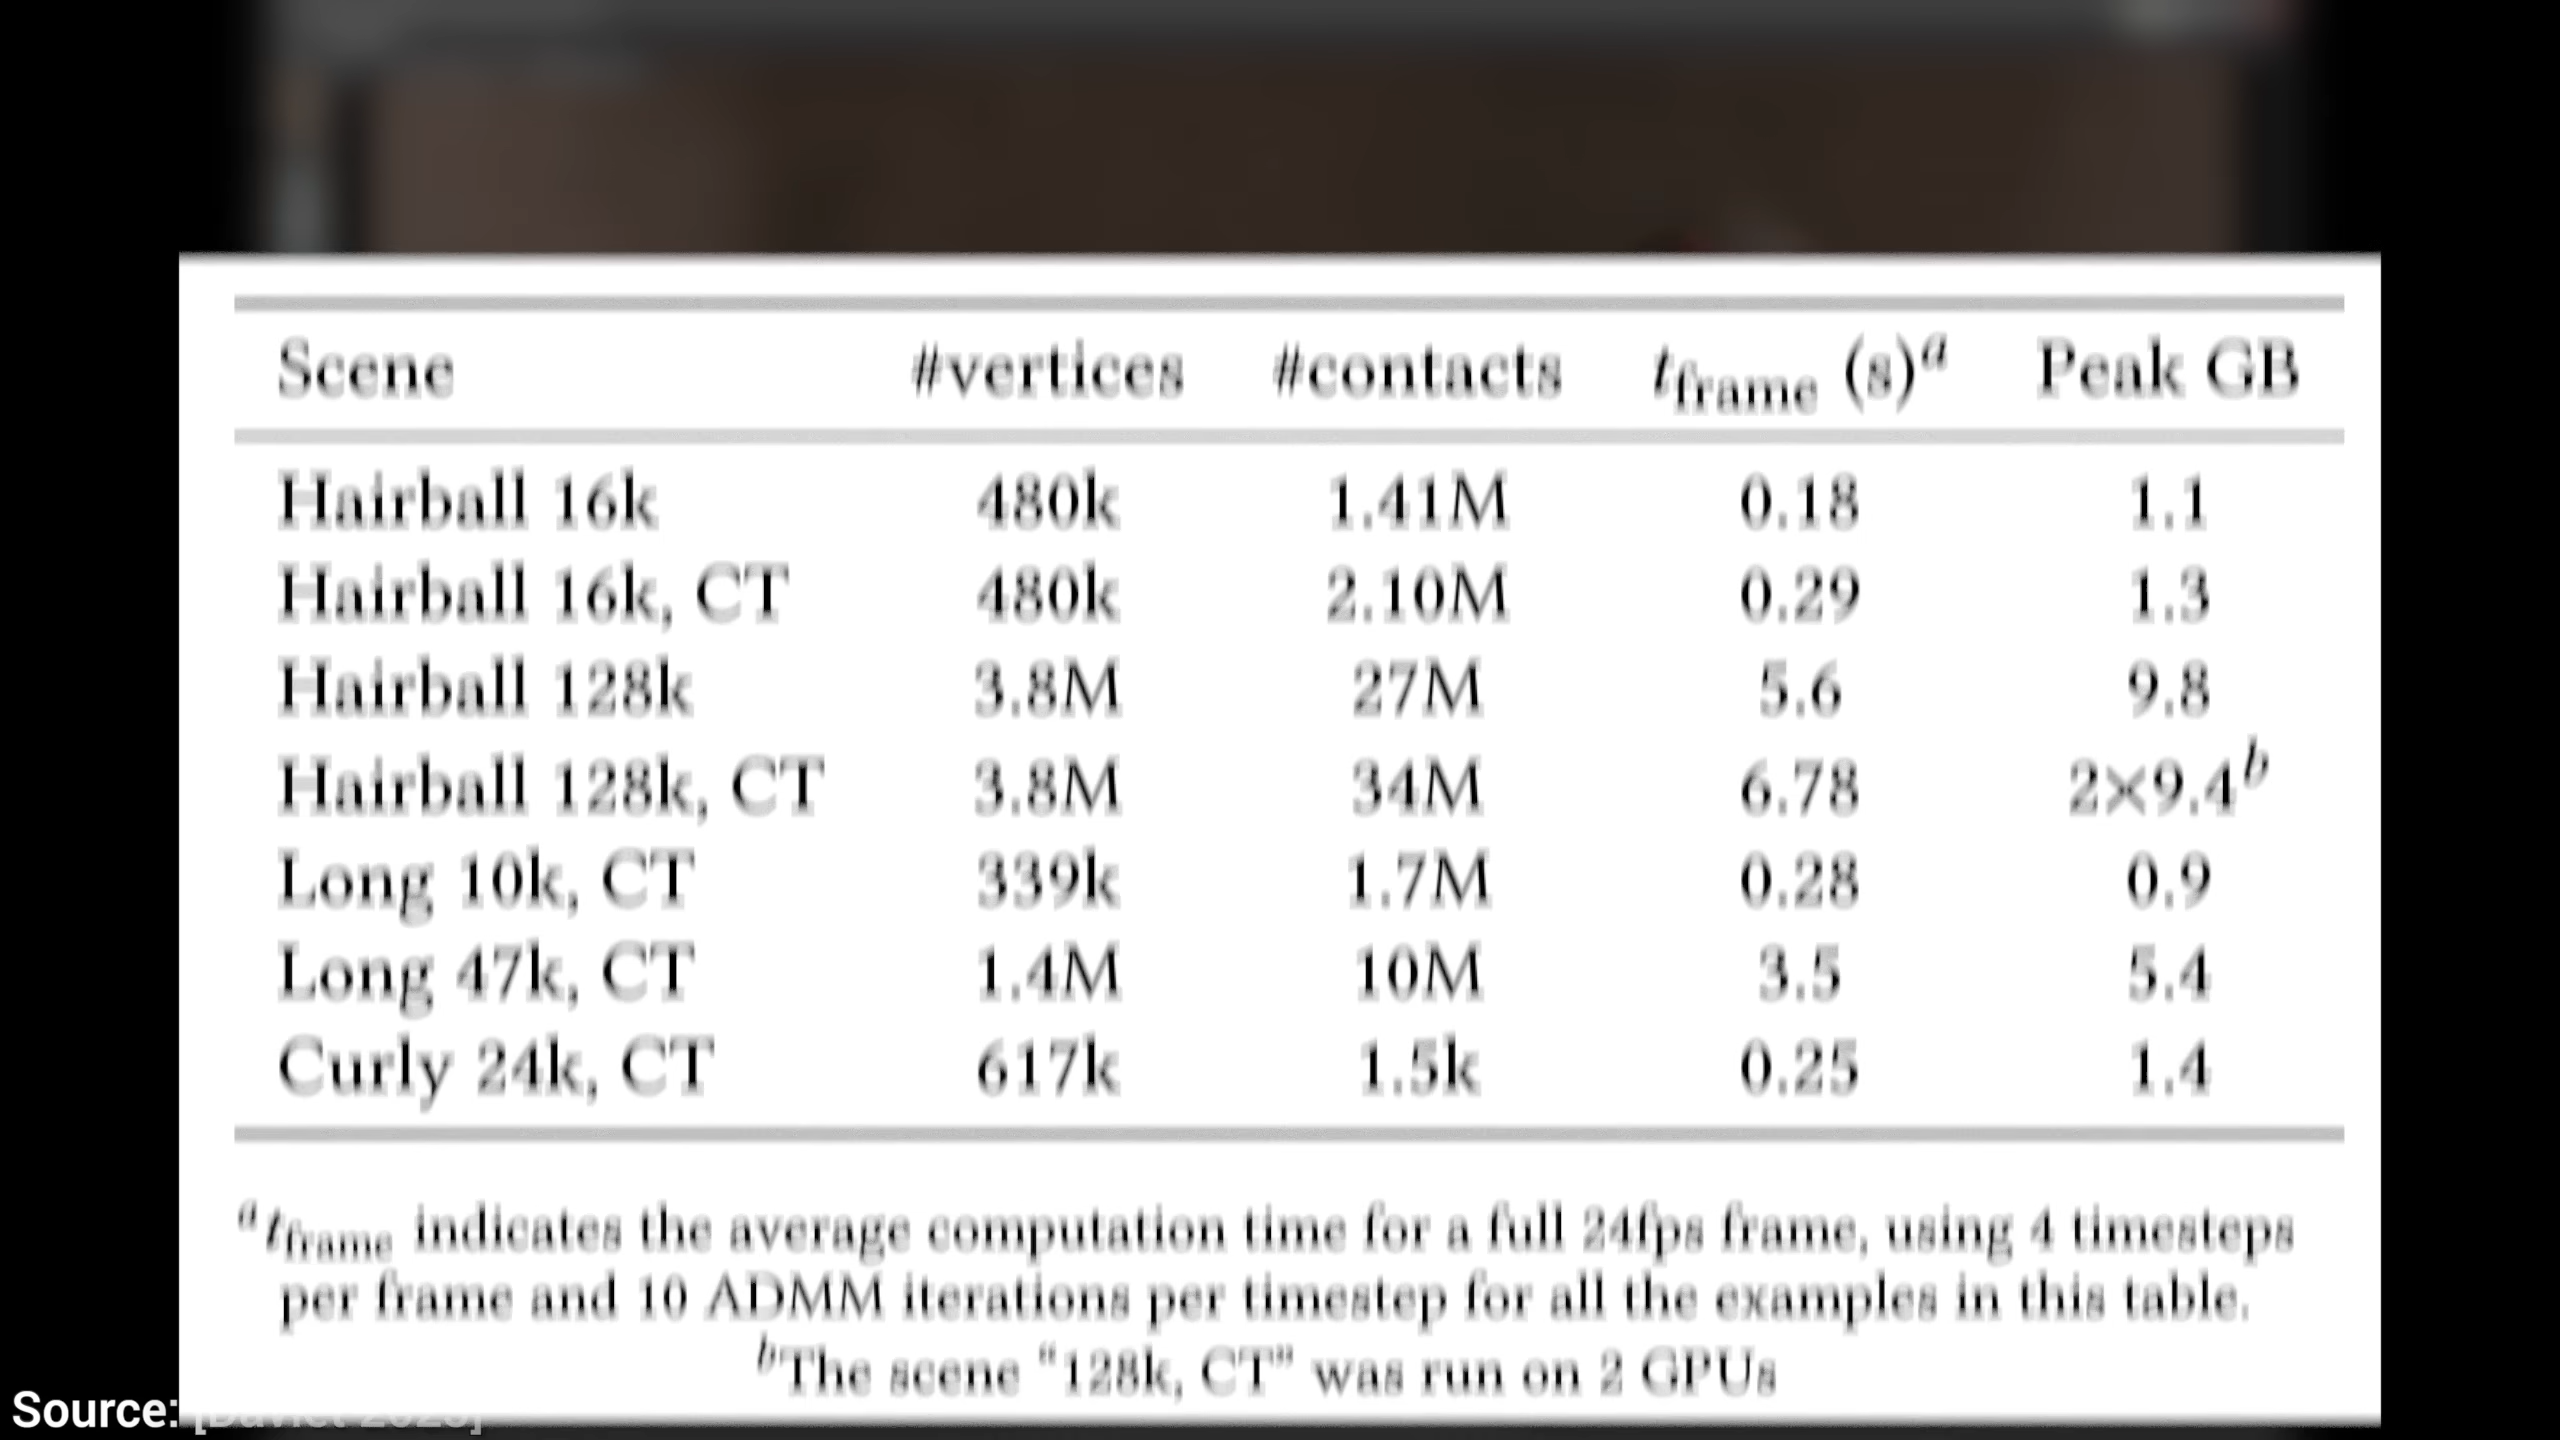 Scene #vertices #contacts tframe (s)a Peak GB
Hairball 16k 480k 1.41M 0.18 1.1
Hairball 16k, CT 480k 2.10M 0.29 1.3
Hairball 128k 3.8M 27M 5.6 9.8
Hairball 128k, CT 3.8M 34M 6.78 2×9.4b
Long 10k, CT 339k 1.7M 0.28 0.9
Long 47k, CT 1.4M 10M 3.5 5.4
Curly 24k, CT 617k 1.5k 0.25 1.4
a tframe indicates the average computation time for a full 24fps frame, using 4 timesteps
per frame and 10 ADMM iterations per timestep for all the examples in this table.
b The scene “128k, CT” was run on 2 GPUs
Source: